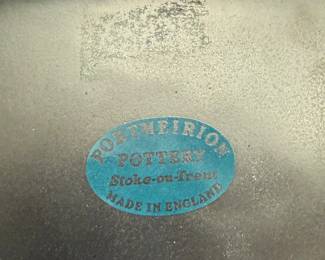 PORTMEIRION
POTTERY
Stoke-on-Trent
MADE IN ENGLAND